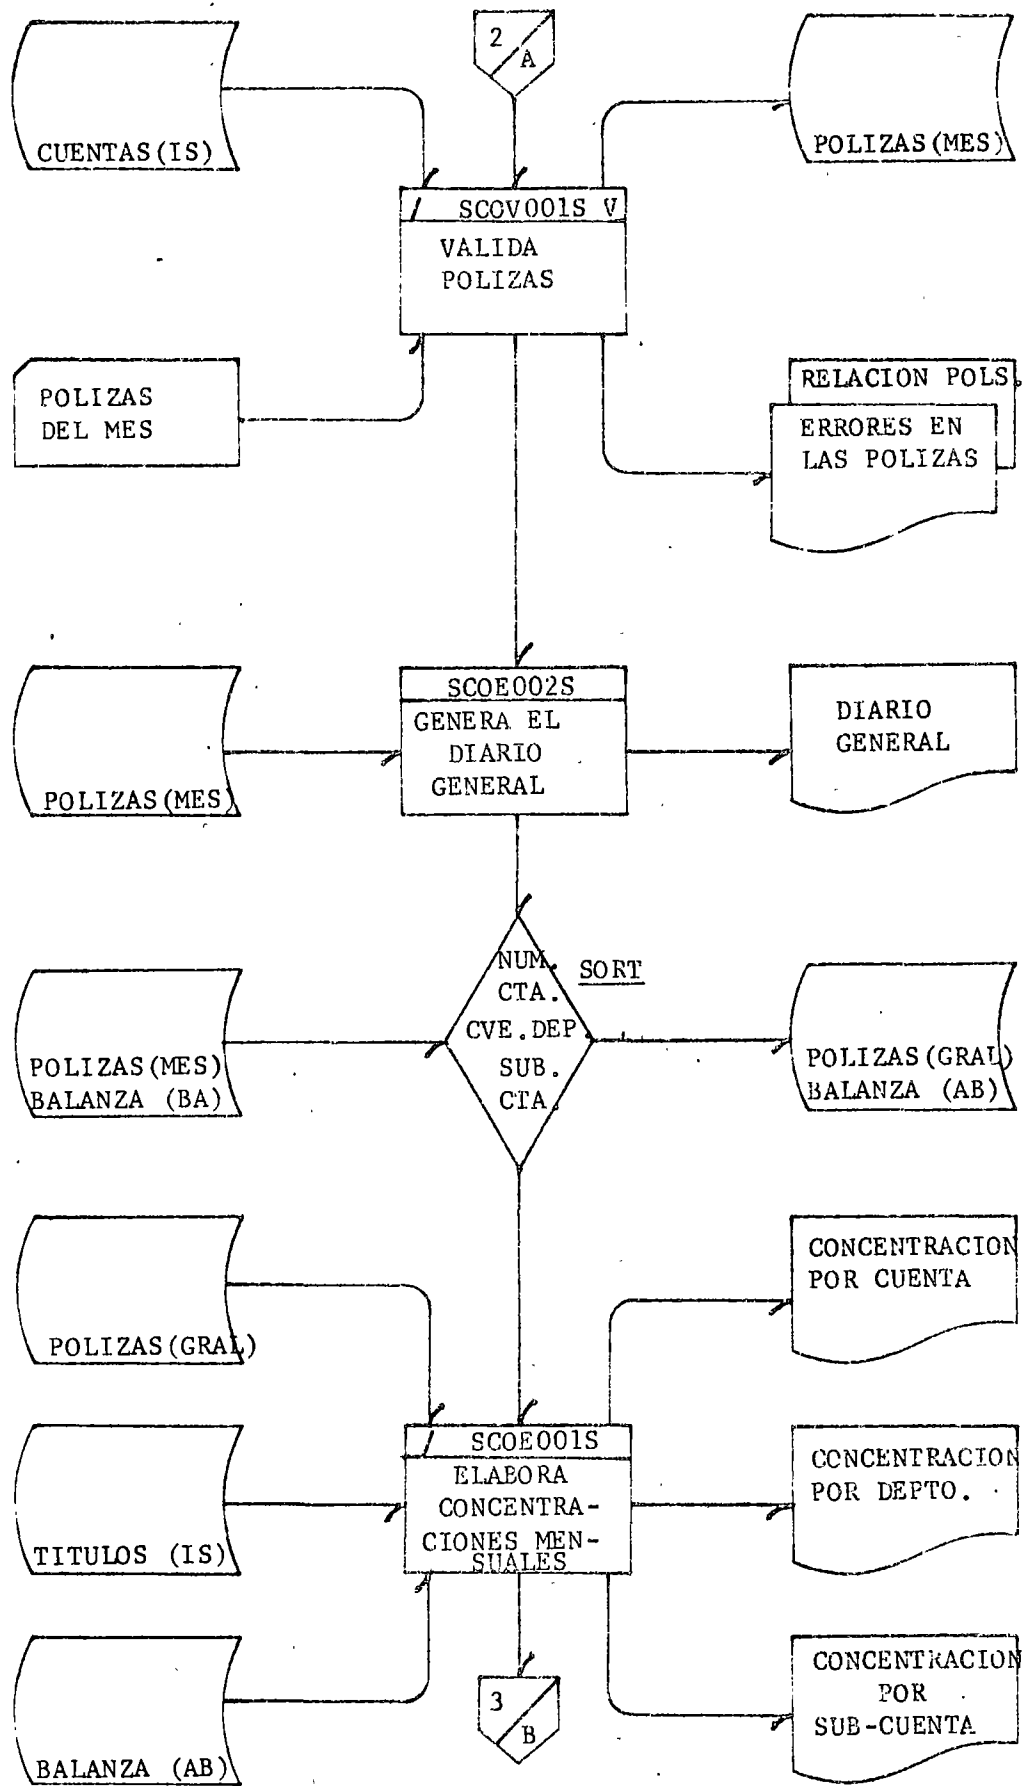 2
A
CUENTAS(IS)
POLIZAS(MES)
SCOV001S V
VALIDA
POLIZAS
POLIZAS
DEL MES
RELACION POLS.
ERRORES EN
LAS POLIZAS
SCOE002S
GENERA EL
DIARIO
GENERAL
POLIZAS(MES)
DIARIO
GENERAL
NUM.
CTA.
CVE.DEP.
SUB.
CTA.
SORT
POLIZAS(MES)
BALANZA (BA)
POLIZAS(GRAL)
BALANZA (AB)
POLIZAS(GRAL)
CONCENTRACION
POR CUENTA
SCOE001S
ELABORA
CONCENTRA-
CIONES MEN-
SUALES
TITULOS (IS)
CONCENTRACION
POR DEPTO.
BALANZA (AB)
3
B
CONCENTRACION
POR
SUB-CUENTA